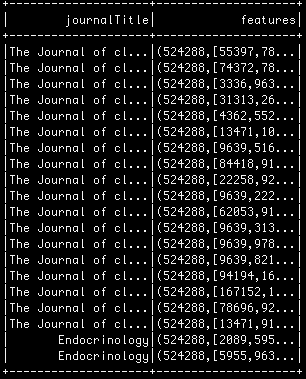 +--------------------+--------------------+
|        journalTitle|            features|
+--------------------+--------------------+
|The Journal of cl...|(524288,[55397,78...|
|The Journal of cl...|(524288,[74372,78...|
|The Journal of cl...|(524288,[3336,963...|
|The Journal of cl...|(524288,[31313,26...|
|The Journal of cl...|(524288,[4362,552...|
|The Journal of cl...|(524288,[13471,10...|
|The Journal of cl...|(524288,[9639,516...|
|The Journal of cl...|(524288,[84418,91...|
|The Journal of cl...|(524288,[22258,92...|
|The Journal of cl...|(524288,[9639,222...|
|The Journal of cl...|(524288,[62053,91...|
|The Journal of cl...|(524288,[9639,313...|
|The Journal of cl...|(524288,[9639,978...|
|The Journal of cl...|(524288,[9639,821...|
|The Journal of cl...|(524288,[94194,16...|
|The Journal of cl...|(524288,[167152,1...|
|The Journal of cl...|(524288,[78696,92...|
|The Journal of cl...|(524288,[13471,91...|
|       Endocrinology|(524288,[2089,595...|
|       Endocrinology|(524288,[5955,963...|
+--------------------+--------------------+